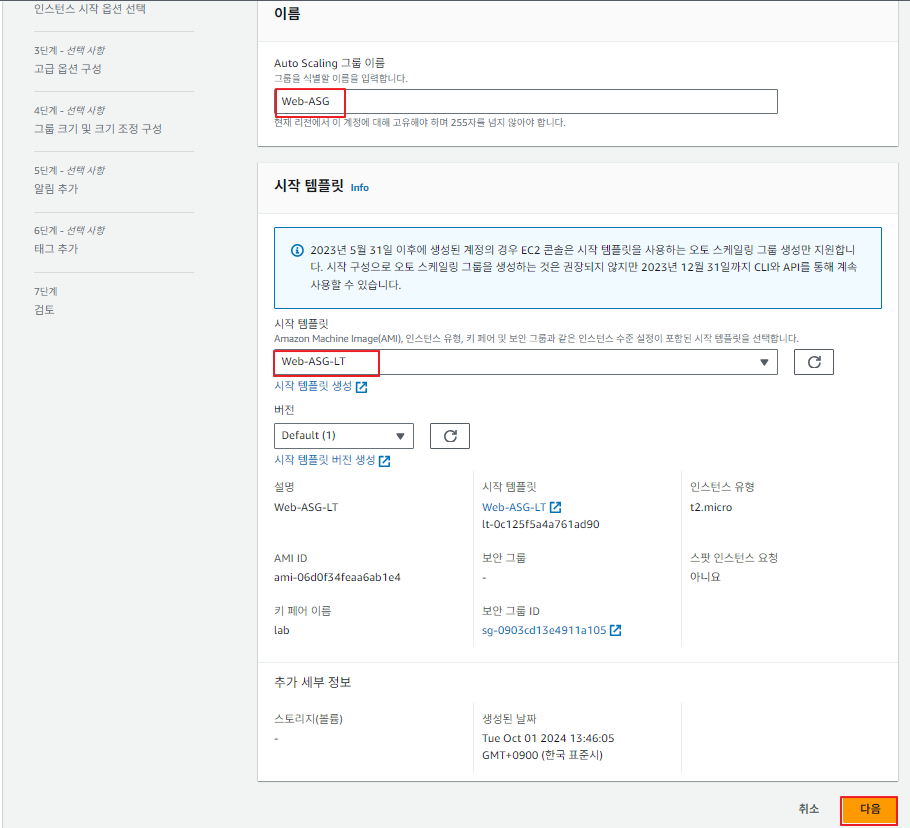 인스턴스 시작 옵션 선택
3단계 - 선택 사항
고급 옵션 구성
4단계 - 선택 사항
그룹 크기 및 크기 조정 구성
5단계 - 선택 사항
알림 추가
6단계 - 선택 사항
태그 추가
7단계
검토
이름
Auto Scaling 그룹 이름
그룹을 식별할 이름을 입력합니다.
Web-ASG
현재 리전에서 이 계정에 대해 고유해야 하며 255자를 넘지 않아야 합니다.
시작 템플릿 Info
2023년 5월 31일 이후에 생성된 계정의 경우 EC2 콘솔은 시작 템플릿을 사용하는 오토 스케일링 그룹 생성만 지원합니
다. 시작 구성으로 오토 스케일링 그룹을 생성하는 것은 권장되지 않지만 2023년 12월 31일까지 CLI와 API를 통해 계속
사용할 수 있습니다.
시작 템플릿
Amazon Machine Image(AMI), 인스턴스 유형, 키 페어 및 보안 그룹과 같은 인스턴스 수준 설정이 포함된 시작 템플릿을 선택합니다.
Web-ASG-LT
시작 템플릿 생성
버전
Default (1)
시작 템플릿 버전 생성
설명
Web-ASG-LT
시작 템플릿
Web-ASG-LT
lt-0c125f5a4a761ad90
인스턴스 유형
t2.micro
AMI ID
ami-06d0f34feaa6ab1e4
보안 그룹
-
스팟 인스턴스 요청
아니요
키 페어 이름
lab
보안 그룹 ID
sg-0903cd13e4911a105
추가 세부 정보
스토리지(볼륨)
-
생성된 날짜
Tue Oct 01 2024 13:46:05
GMT+0900 (한국 표준시)
취소
다음